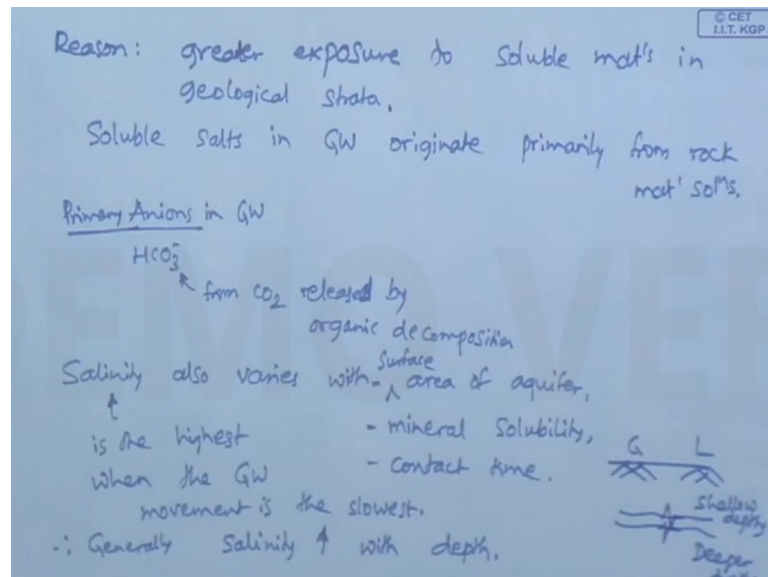 © CET
I.I.T. KGP
Reason: greater exposure to soluble mat's in
geological strata.
Soluble salts in GW originate primarily from rock
mat' solns.
Primary Anions in GW
HCO3-
from CO2 released by
organic decomposition
Salinity also varies with - surface area of aquifer,
is the highest - mineral solubility,
when the GW - contact time.
movement is the slowest.
∴ Generally salinity ↑ with depth.
G L
Shallow
depth
Deeper
DEMO VE